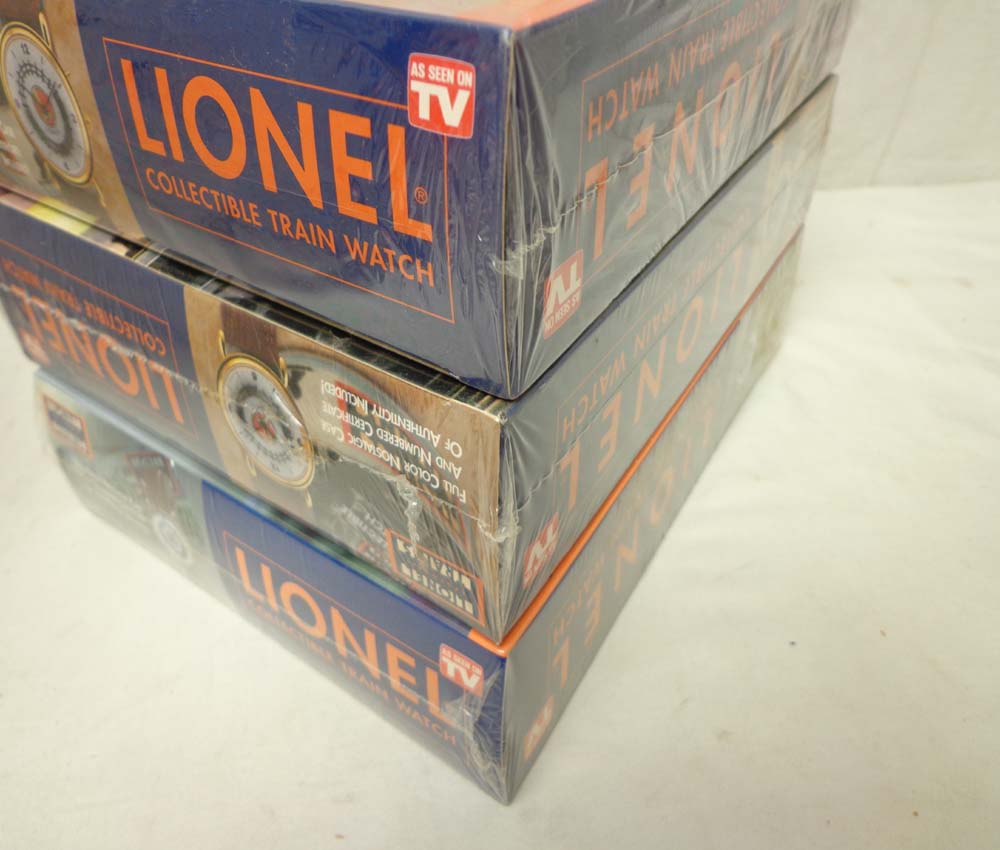 AS SEEN ON
TV
LIONEL®
COLLECTIBLE TRAIN WATCH
12
LIONEL
COLLECTIBLE TRAIN WATCH
AS SEEN ON
TV
LIONEL
COLLECTIBLE TRAIN WATCH
FULL COLOR NOSTALGIC CASE
AND NUMBERED CERTIFICATE
OF AUTHENTICITY INCLUDED!
LIONEL
TRAIN WATCH
TV
AS SEEN ON
TV
LIONEL
COLLECTIBLE TRAIN WATCH
LIONEL
TV